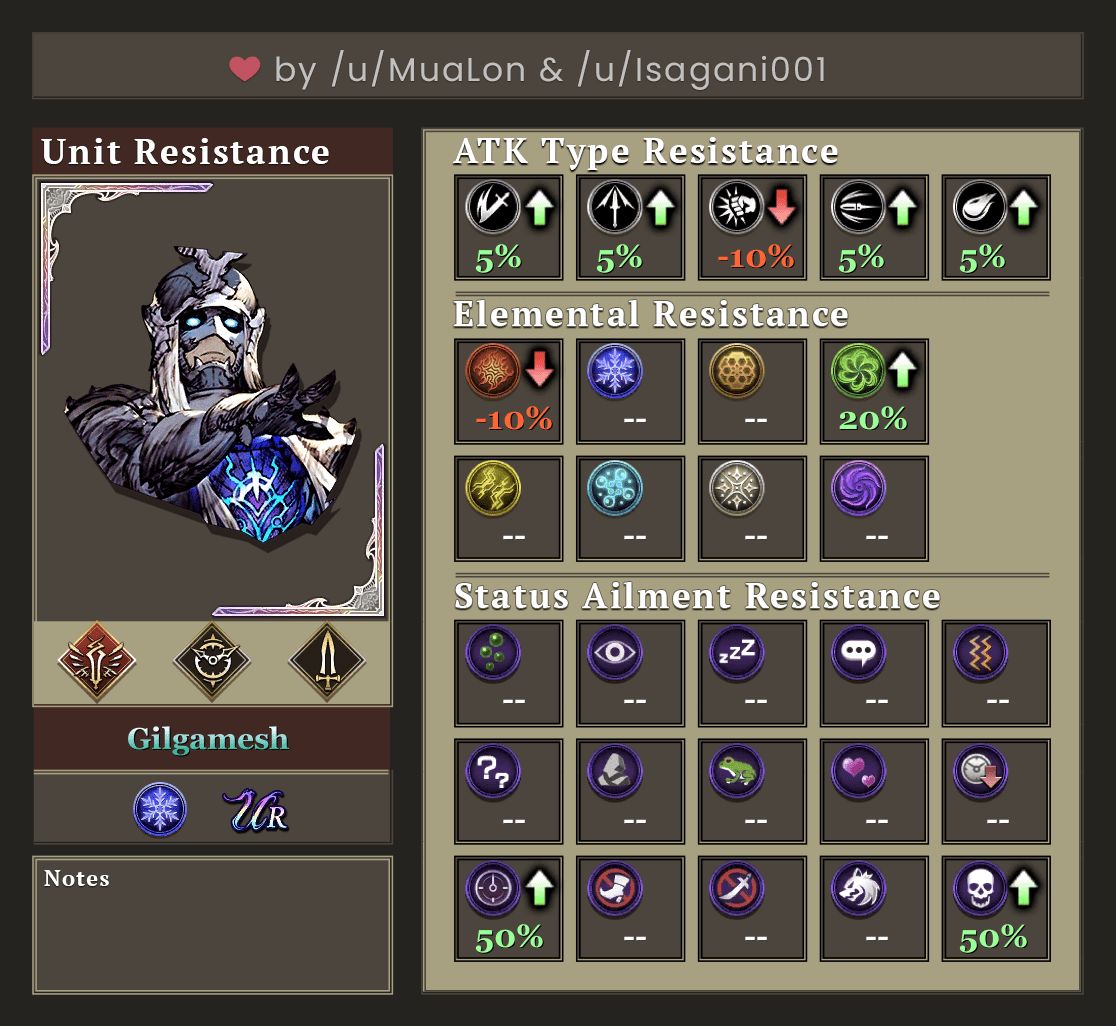 by /u/MuaLon & /u/Isagani001
Unit Resistance
Gilgamesh
UR
Notes
ATK Type Resistance
5% 5% -10% 5% 5%
Elemental Resistance
-10% -- -- 20%
-- -- -- --
Status Ailment Resistance
zzZZ
-- -- -- -- --
??
-- -- -- -- --
50% -- -- -- 50%